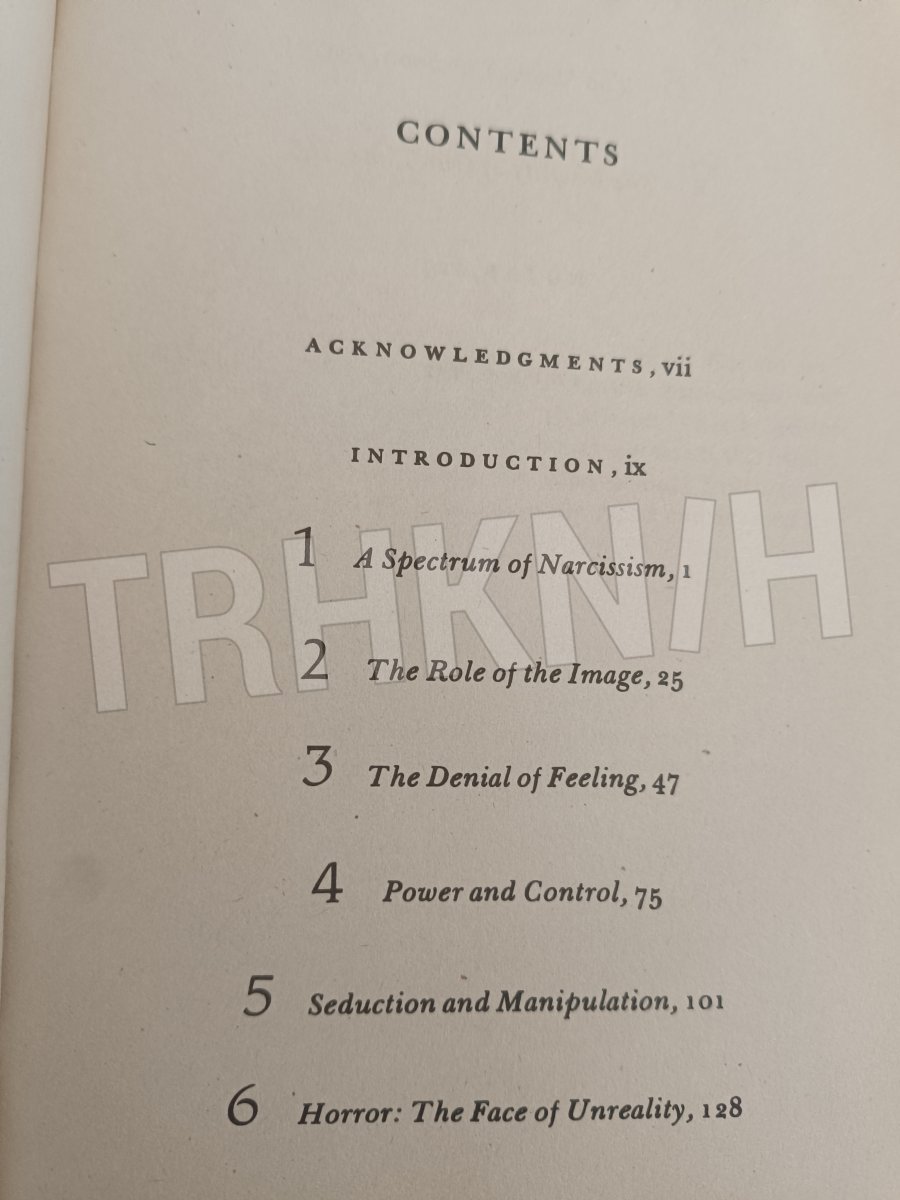 CONTENTS
ACKNOWLEDGMENTS, vii
INTRODUCTION, ix
1 A Spectrum of Narcissism, 1
TRHKN/H
2 The Role of the Image, 25
3 The Denial of Feeling, 47
4 Power and Control, 75
5 Seduction and Manipulation, 101
6 Horror: The Face of Unreality, 128